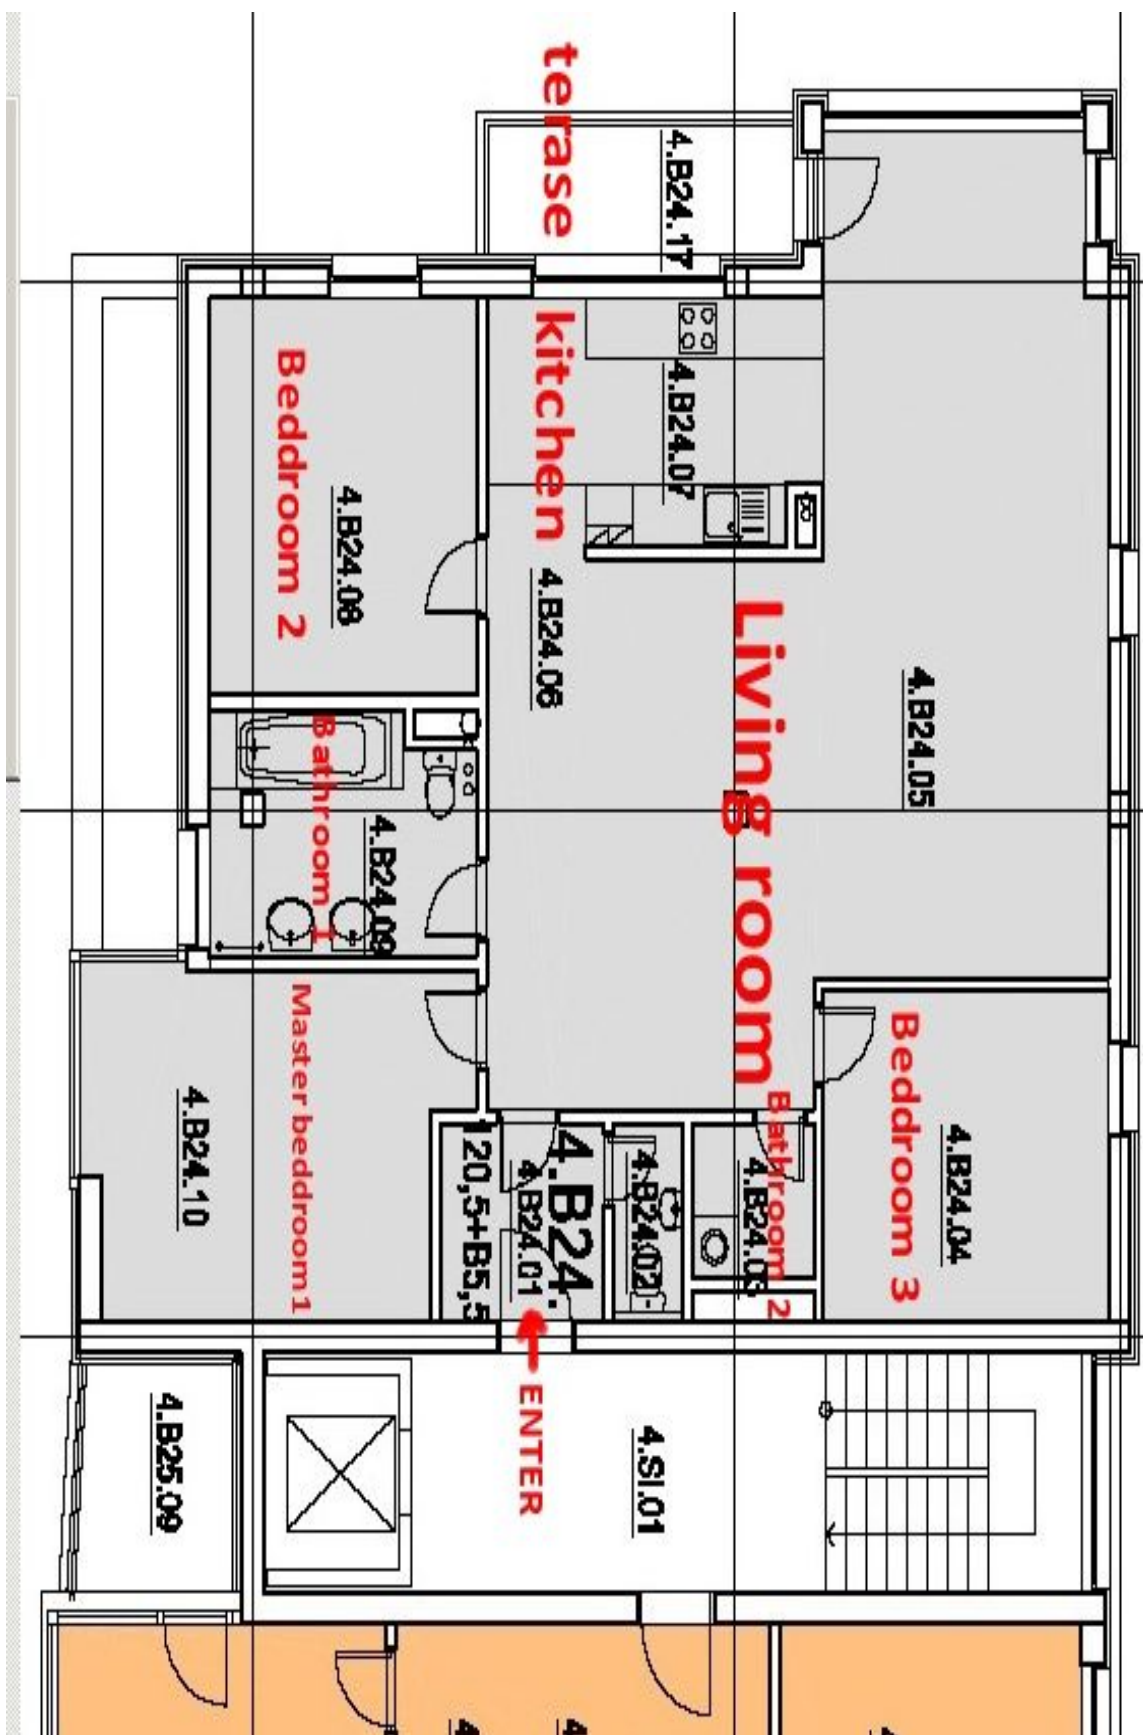 terase
4.B24.17
kitchen
4.B24.07
Beddroom 2
4.B24.08
4.B24.06
Living room
4.B24.05
Bathroom 1
4.B24.09
Master beddroom1
4.B24.10
Beddroom 3
4.B24.04
Bathroom 2
4.B24.03
4.B24.02
4.B24.
4.B24.01
120,5+B5,5
ENTER
4.SI.01
4.B25.09